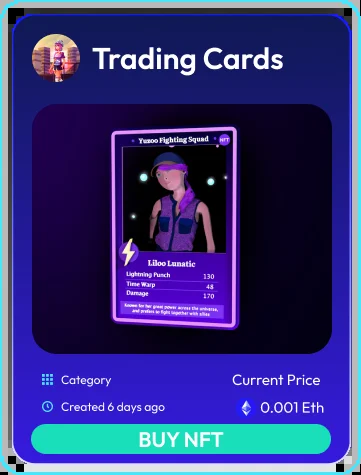 Trading Cards
Yuzoo Fighting Squad
NFT
Liloo Lunatic
Lightning Punch 130
Time Warp 48
Damage 170
known for her great power across the universe,
and prefers to fight together with allies
Category
Current Price
Created 6 days ago
0.001 Eth
BUY NFT